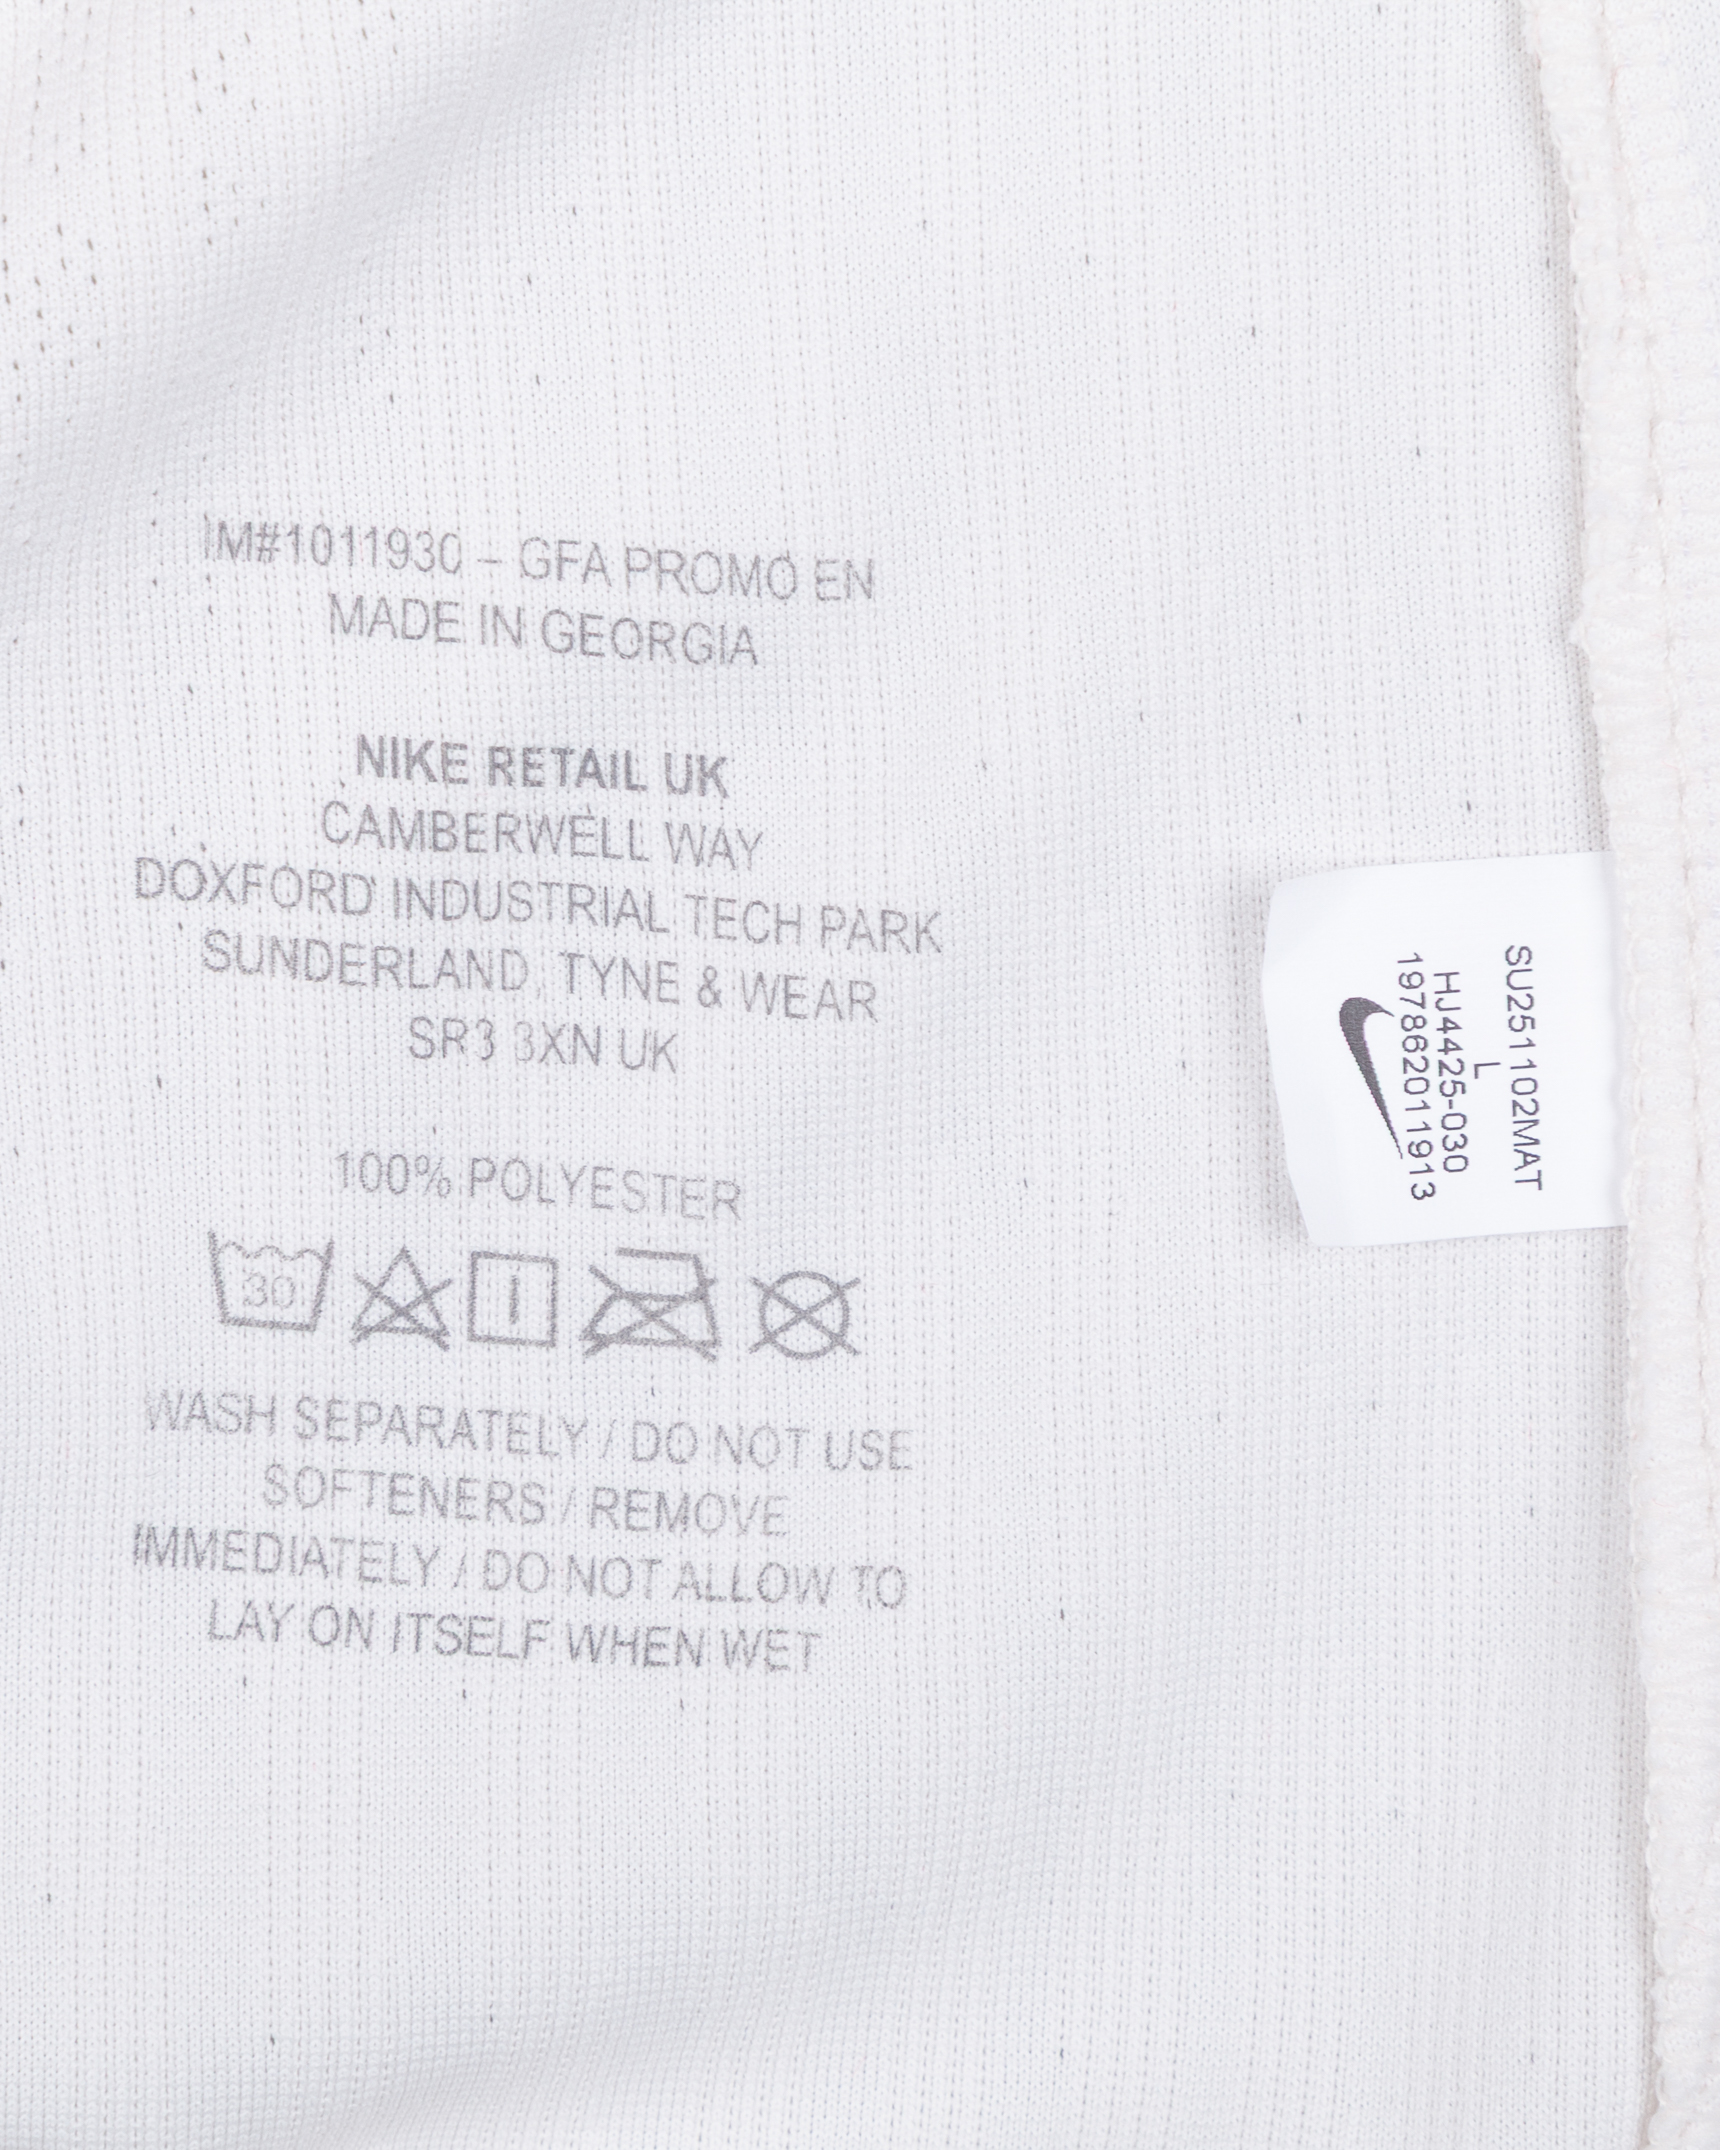 IM#1011930 – GFA PROMO EN
MADE IN GEORGIA
NIKE RETAIL UK
CAMBERWELL WAY
DOXFORD INDUSTRIAL TECH PARK
SUNDERLAND, TYNE & WEAR
SR3 3XN UK
100% POLYESTER
30
WASH SEPARATELY / DO NOT USE
SOFTENERS / REMOVE
IMMEDIATELY / DO NOT ALLOW TO
LAY ON ITSELF WHEN WET
SU251102MAT
L
HJ4425-030
197862011913